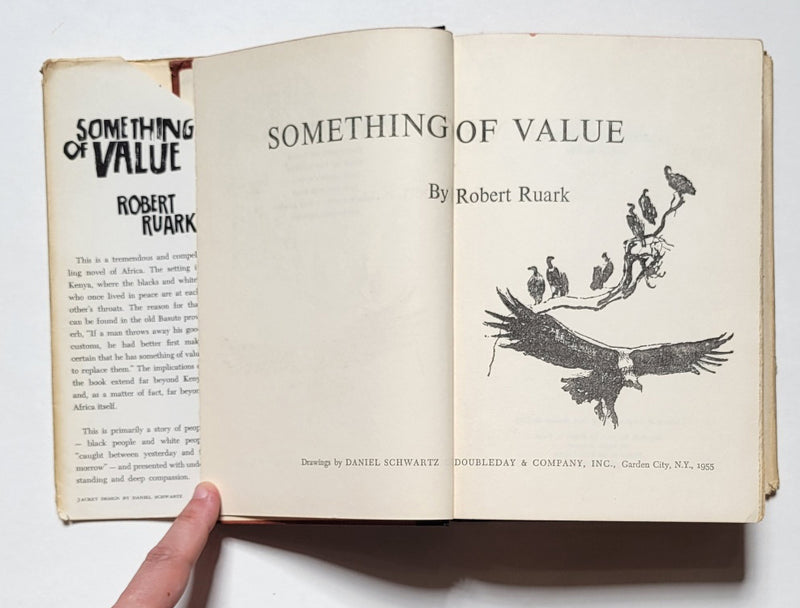 SOMETHING
OF VALUE
ROBERT
RUARK
This is a tremendous and compel
ling novel of Africa. The setting i
Kenya, where the blacks and white
who once lived in peace are at eac
other's throats. The reason for tha
can be found in the old Basuto prov
erb, "If a man throws away his goo
customs, he had better first mak
certain that he has something of valu
to replace them." The implications o
the book extend far beyond Keny
and, as a matter of fact, far beyon
Africa itself.
This is primarily a story of peop
— black people and white peop
"caught between yesterday and t
morrow" — and presented with unde
standing and deep compassion.
JACKET DESIGN BY DANIEL SCHWARTZ
SOMETHING OF VALUE
By Robert Ruark
Drawings by DANIEL SCHWARTZ DOUBLEDAY & COMPANY, INC., Garden City, N.Y., 1955